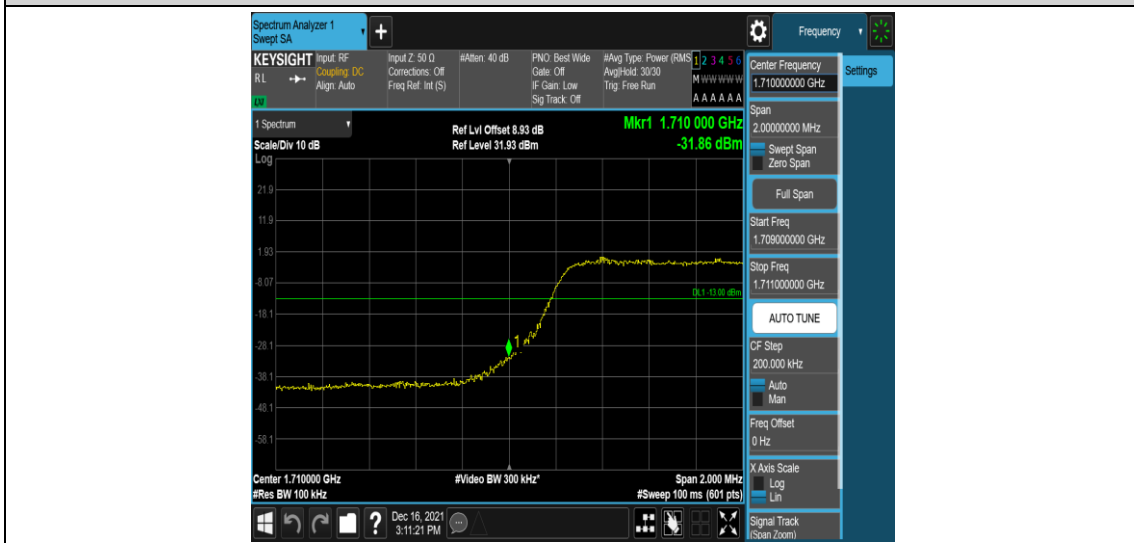 Spectrum Analyzer 1
Swept SA
+
Frequency
KEYSIGHT
RL
LXI
Input: RF
Coupling: DC
Align: Auto
Input Z: 50 Ω
Corrections: Off
Freq Ref: Int (S)
#Atten: 40 dB
PNO: Best Wide
Gate: Off
IF Gain: Low
Sig Track: Off
#Avg Type: Power (RMS
Avg|Hold: 30/30
Trig: Free Run
1 2 3 4 5 6
M W W W W W
A A A A A A
1 Spectrum
Scale/Div 10 dB
Log
Ref Lvl Offset 8.93 dB
Ref Level 31.93 dBm
Mkr1 1.710 000 GHz
-31.86 dBm
21.9
11.9
1.93
-8.07
-18.1
-28.1
-38.1
-48.1
-58.1
DL1 -13.00 dBm
1
Center 1.710000 GHz
#Res BW 100 kHz
#Video BW 300 kHz*
Span 2.000 MHz
#Sweep 100 ms (601 pts)
Dec 16, 2021
3:11:21 PM
?
Center Frequency
1.710000000 GHz
Settings
Span
2.00000000 MHz
Swept Span
Zero Span
Full Span
Start Freq
1.709000000 GHz
Stop Freq
1.711000000 GHz
AUTO TUNE
CF Step
200.000 kHz
Auto
Man
Freq Offset
0 Hz
X Axis Scale
Log
Lin
Signal Track
(Span Zoom)